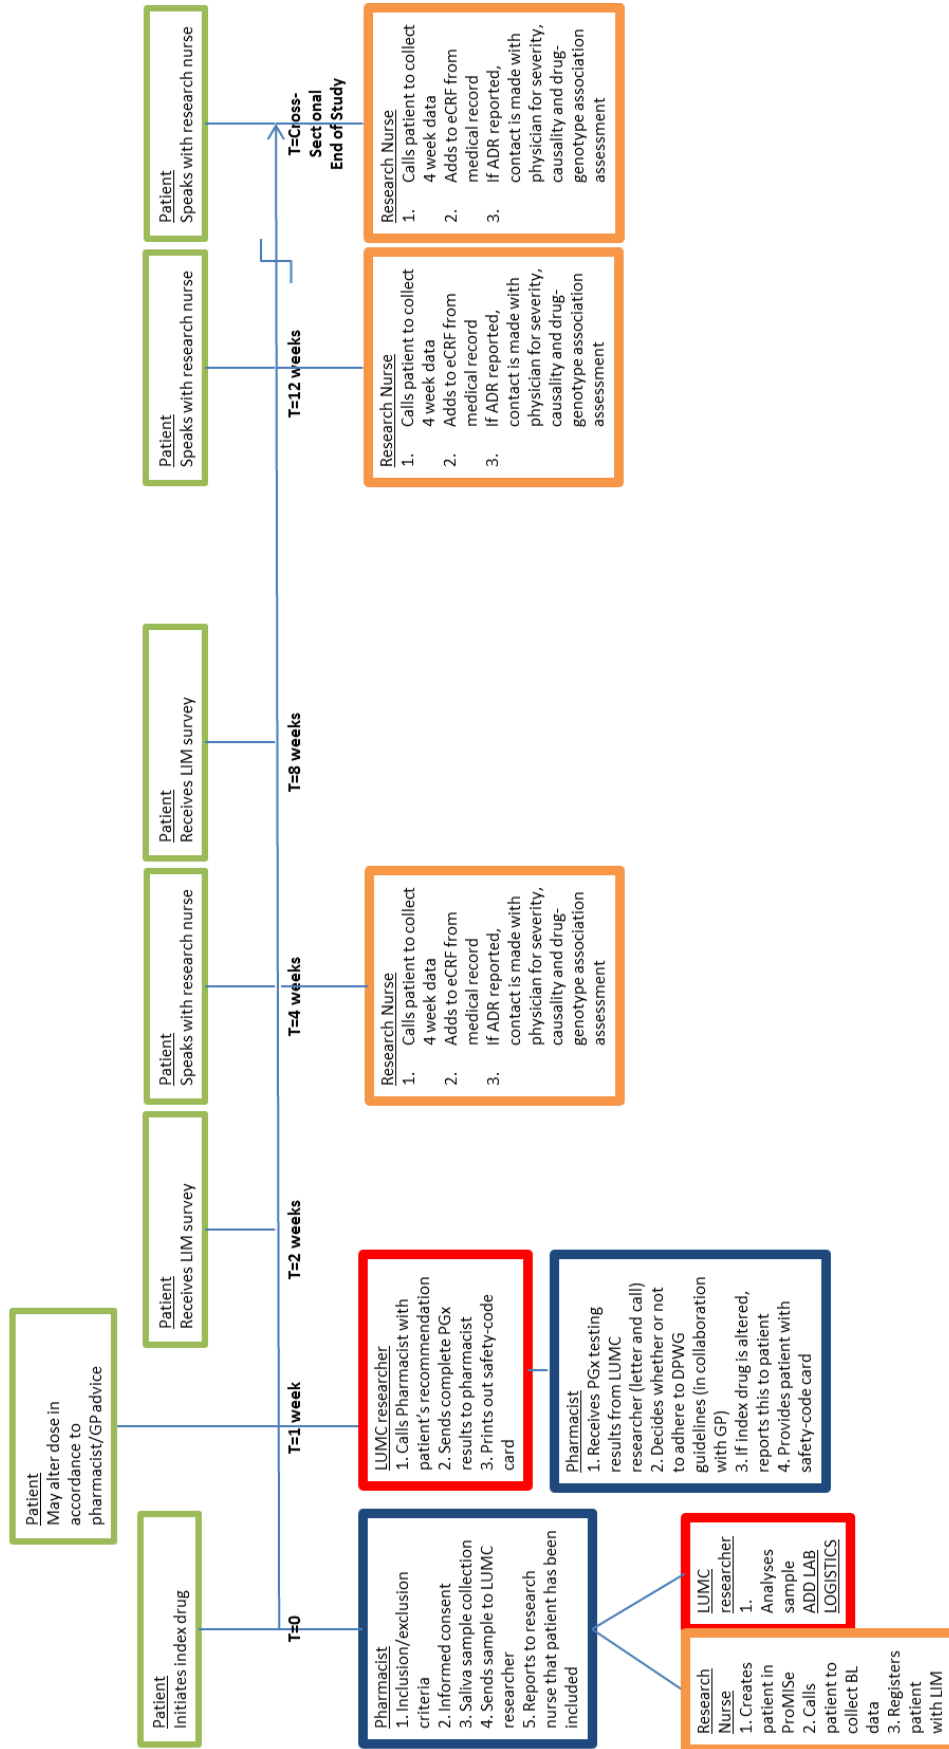 Patient
Initiates index drug
Patient
May alter dose in
accordance to
pharmacist/GP advice
Patient
Receives LIM survey
Patient
Speaks with research nurse
Patient
Receives LIM survey
Patient
Speaks with research nurse
Patient
Speaks with research nurse
T=0
T=1 week
T=2 weeks
T=4 weeks
T=8 weeks
T=12 weeks
T=Cross-
Sectional
End of Study
Pharmacist
1. Inclusion/exclusion
criteria
2. Informed consent
3. Saliva sample collection
4. Sends sample to LUMC
researcher
5. Reports to research
nurse that patient has been
included
Research
Nurse
1. Creates
patient in
ProMISe
2. Calls
patient to
collect BL
data
3. Registers
patient
with LIM
LUMC
researcher
1.
Analyses
sample
ADD LAB
LOGISTICS
LUMC researcher
1. Calls Pharmacist with
patient's recommendation
2. Sends complete PGx
results to pharmacist
3. Prints out safety-code
card
Pharmacist
1. Receives PGx testing
results from LUMC
researcher (letter and call)
2. Decides whether or not
to adhere to DPWG
guidelines (in collaboration
with GP)
3. If index drug is altered,
reports this to patient
4. Provides patient with
safety-code card
Research Nurse
1. Calls patient to collect
4 week data
2. Adds to eCRF from
medical record
3. If ADR reported,
contact is made with
physician for severity,
causality and drug-
genotype association
assessment
Research Nurse
1. Calls patient to collect
4 week data
2. Adds to eCRF from
medical record
3. If ADR reported,
contact is made with
physician for severity,
causality and drug-
genotype association
assessment
Research Nurse
1. Calls patient to collect
4 week data
2. Adds to eCRF from
medical record
3. If ADR reported,
contact is made with
physician for severity,
causality and drug-
genotype association
assessment